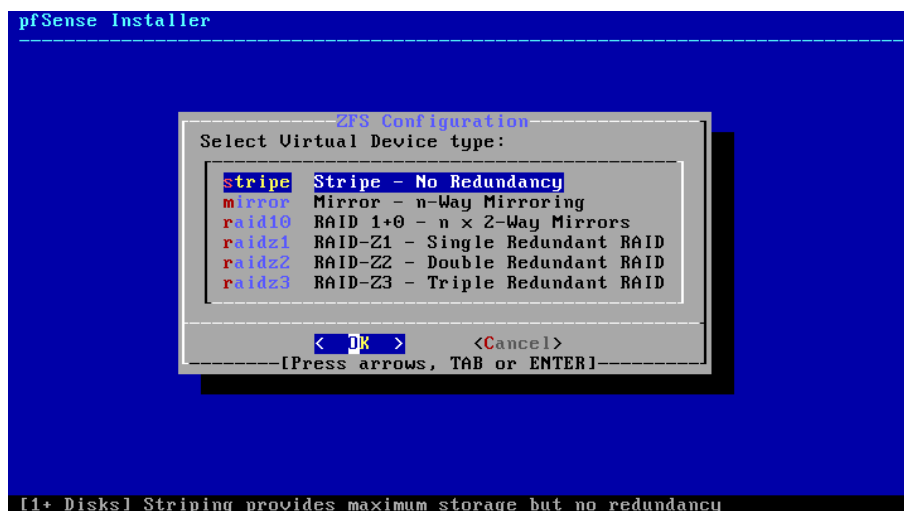 pfSense Installer
ZFS Configuration
Select Virtual Device type:
stripe Stripe - No Redundancy
mirror Mirror - n-Way Mirroring
raid10 RAID 1+0 - n x 2-Way Mirrors
raidz1 RAID-Z1 - Single Redundant RAID
raidz2 RAID-Z2 - Double Redundant RAID
raidz3 RAID-Z3 - Triple Redundant RAID
< OK > <Cancel>
[Press arrows, TAB or ENTER]
[1+ Disks] Striping provides maximum storage but no redundancy